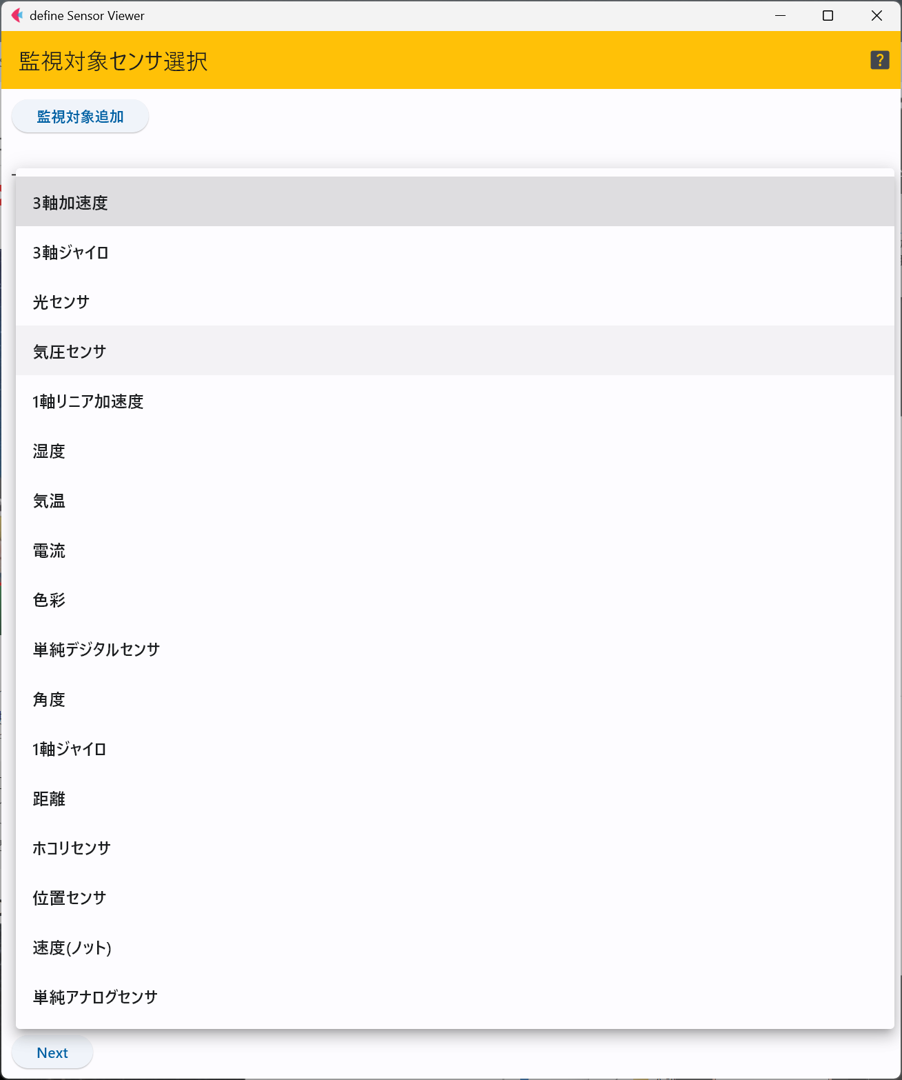 define Sensor Viewer
監視対象センサ選択
?
監視対象追加
3軸加速度
3軸ジャイロ
光センサ
気圧センサ
1軸リニア加速度
湿度
気温
電流
色彩
単純デジタルセンサ
角度
1軸ジャイロ
距離
ホコリセンサ
位置センサ
速度(ノット)
単純アナログセンサ
Next